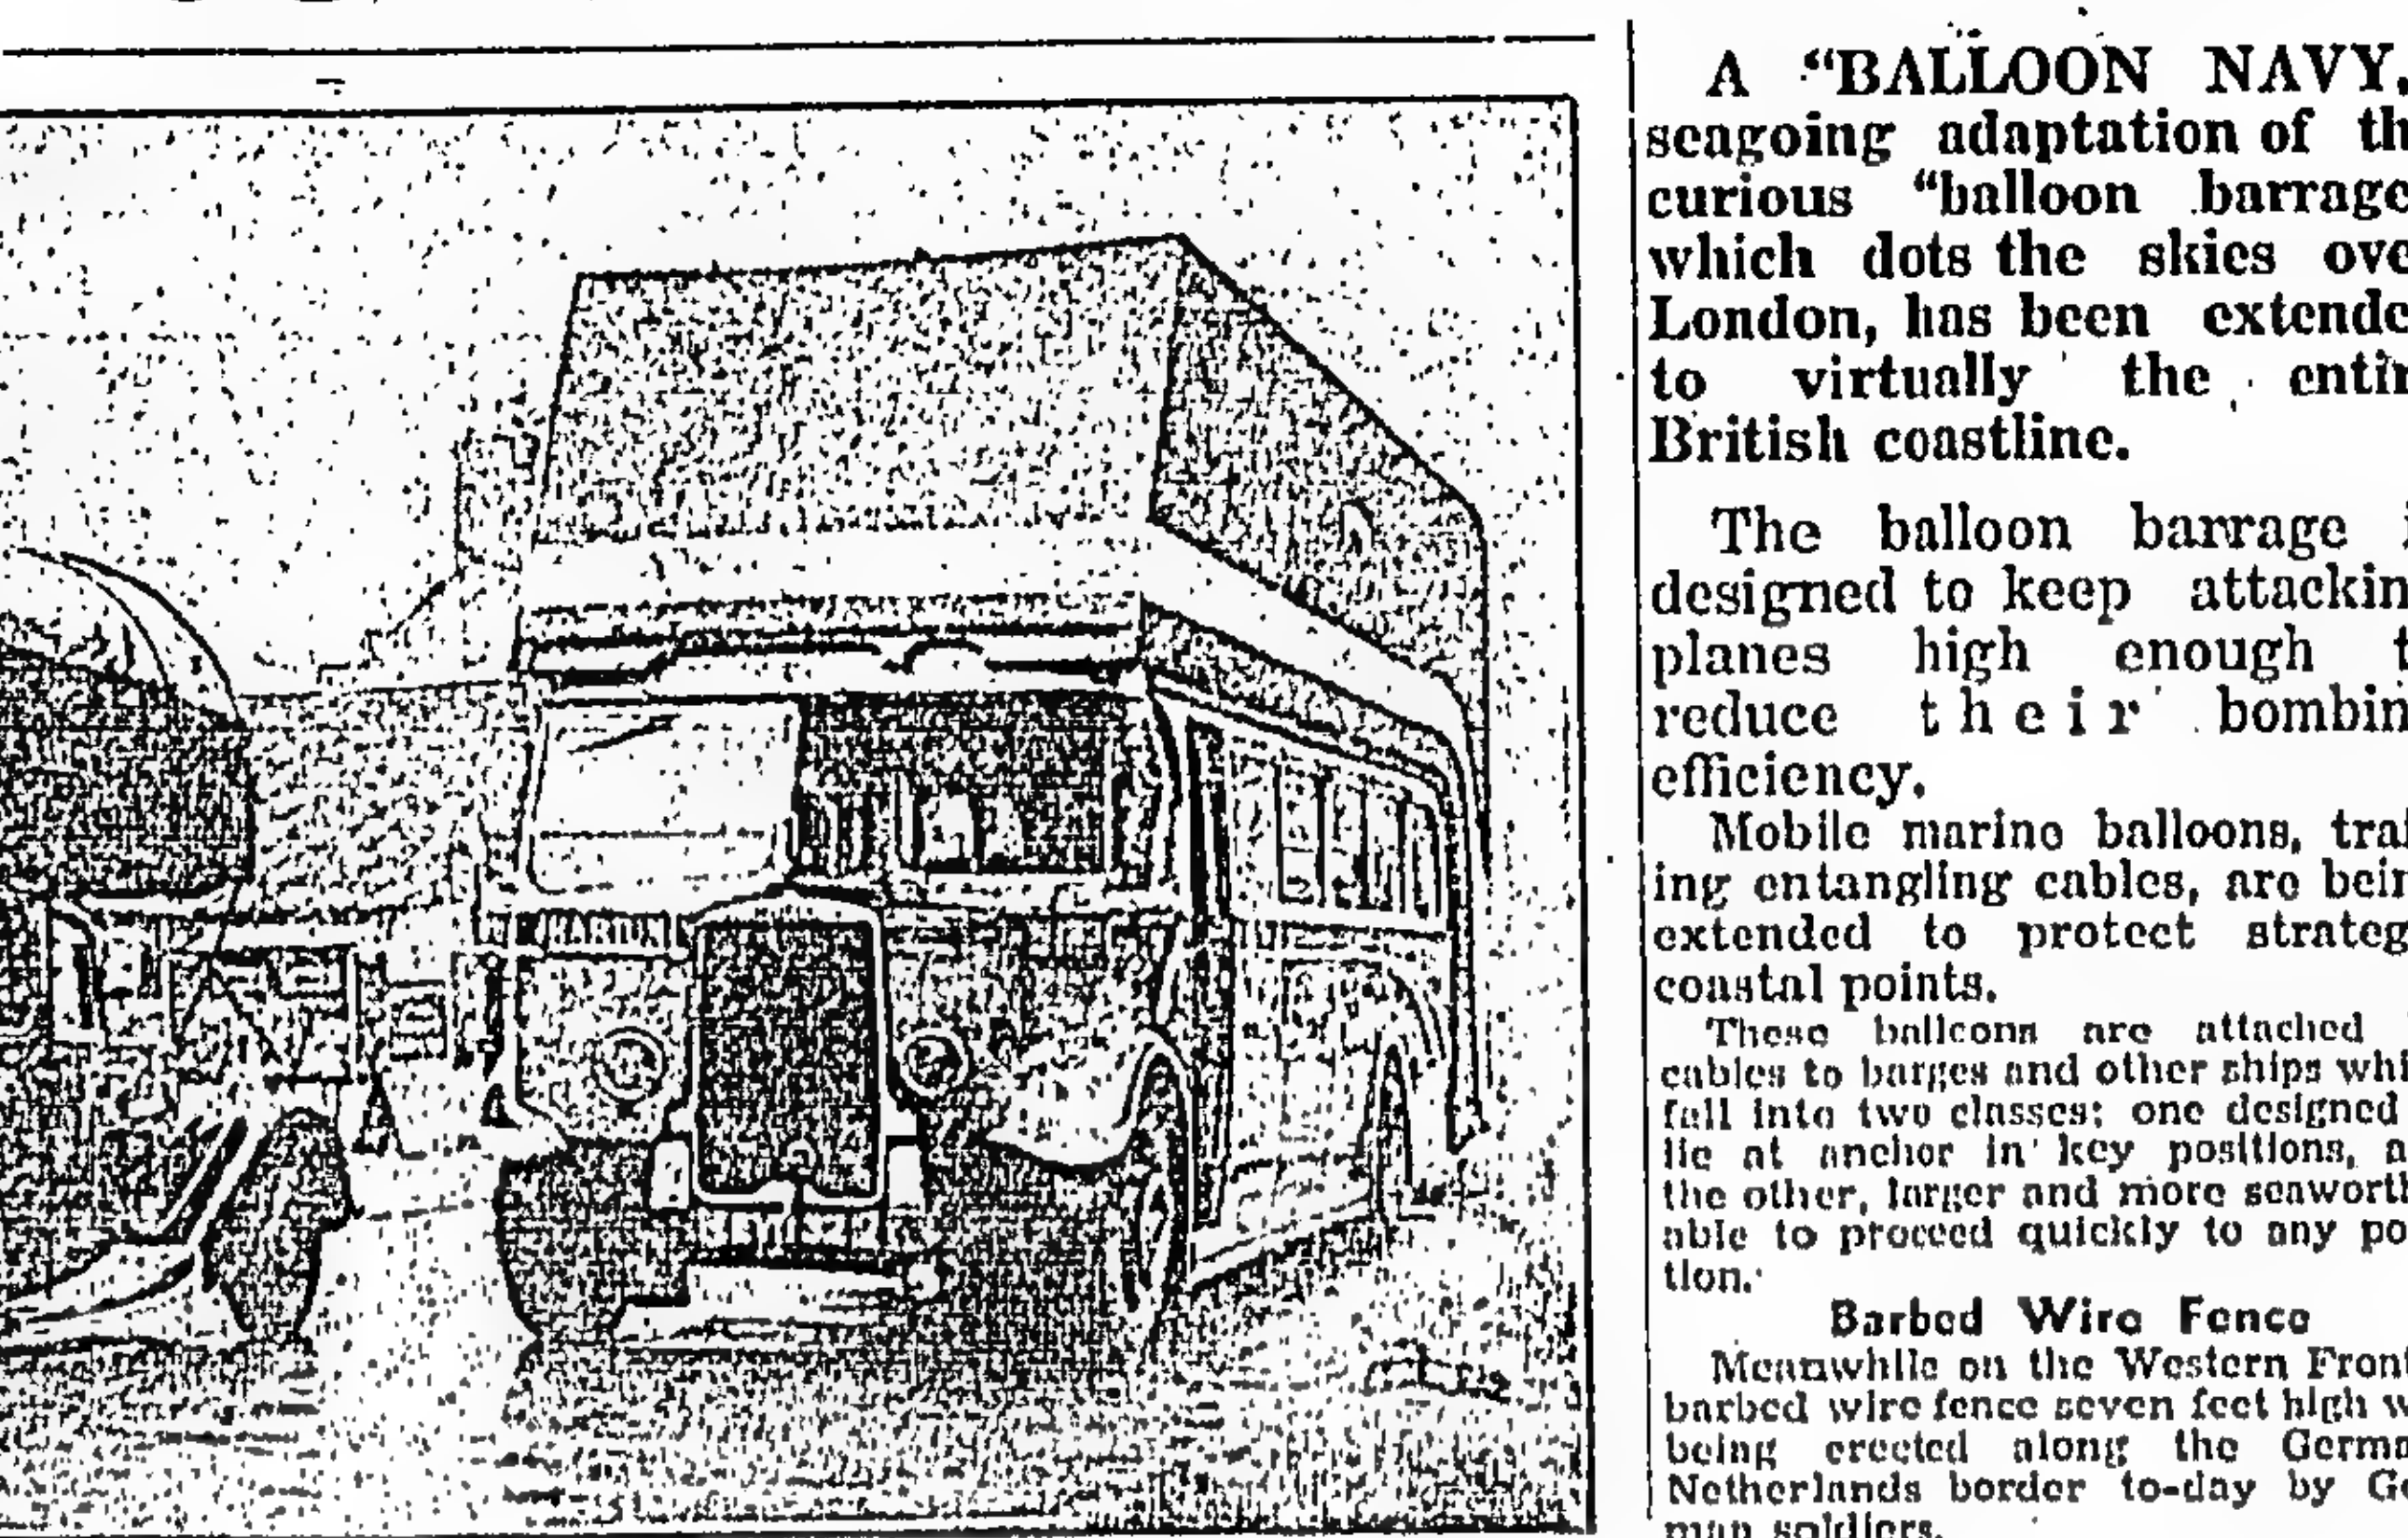 HARDIN
A "BALLOON NAVY,
seagoing adaptation of th
curious "balloon barrage
which dots the skies ove
London, has been extende
to virtually the entir
British coastline.
The balloon barrage i
designed to keep attackin
planes high enough t
reduce their bombin
efficiency.
Mobile marine balloons, trai
ing entangling cables, are bein
extended to protect strateg
coastal points.
These balloons are attached
cables to barges and other ships whi
fall into two classes; one designed
lie at anchor in key positions, a
the other, larger and more seaworth
able to proceed quickly to any po
tion.
Barbed Wire Fence
Meanwhile on the Western Front
barbed wire fence seven feet high w
being erected along the Germa
Netherlands border to-day by Ge
man soldiers.